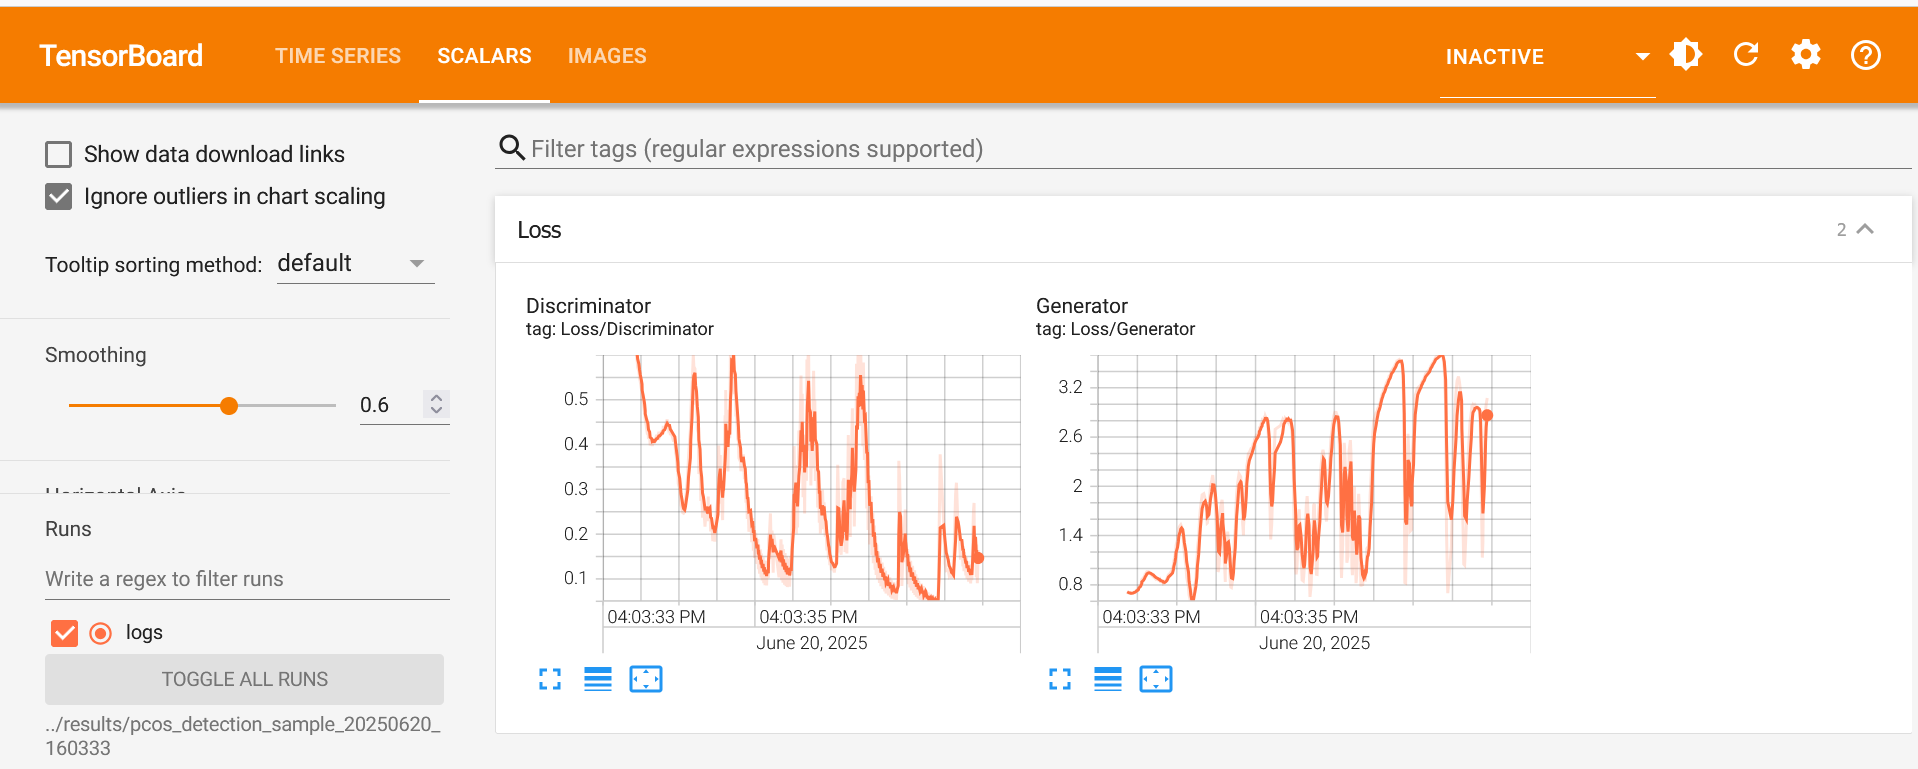 TensorBoard
TIME SERIES
SCALARS
IMAGES
INACTIVE
Show data download links
Ignore outliers in chart scaling
Tooltip sorting method: default
Smoothing
0.6
Horizontal Axis
Runs
Write a regex to filter runs
logs
TOGGLE ALL RUNS
../results/pcos_detection_sample_20250620_
160333
Filter tags (regular expressions supported)
Loss
2
Discriminator
tag: Loss/Discriminator
0.5
0.4
0.3
0.2
0.1
04:03:33 PM
04:03:35 PM
June 20, 2025
Generator
tag: Loss/Generator
3.2
2.6
2
1.4
0.8
04:03:33 PM
04:03:35 PM
June 20, 2025